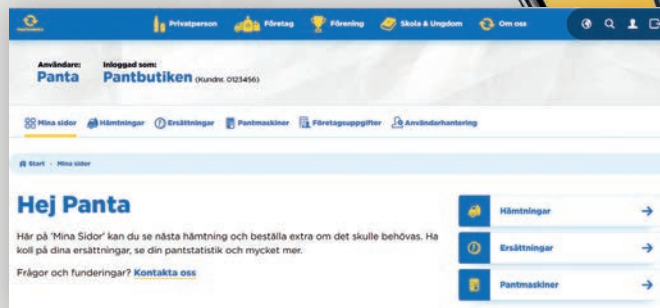 Privatperson Företag Förening Skola & Ungdom Om oss
Användare: Inloggad som:
Panta Pantbutiken (Kundnr. 0123456)
Mina sidor Hämtningar Ersättningar Pantmaskiner Företagsuppgifter Användarhantering
Start - Mina sidor
Hej Panta
Här på 'Mina Sidor' kan du se nästa hämtning och beställa extra om det skulle behövas. Ha
koll på dina ersättningar, se din pantstatistik och mycket mer.
Frågor och funderingar? Kontakta oss
Hämtningar
Ersättningar
Pantmaskiner